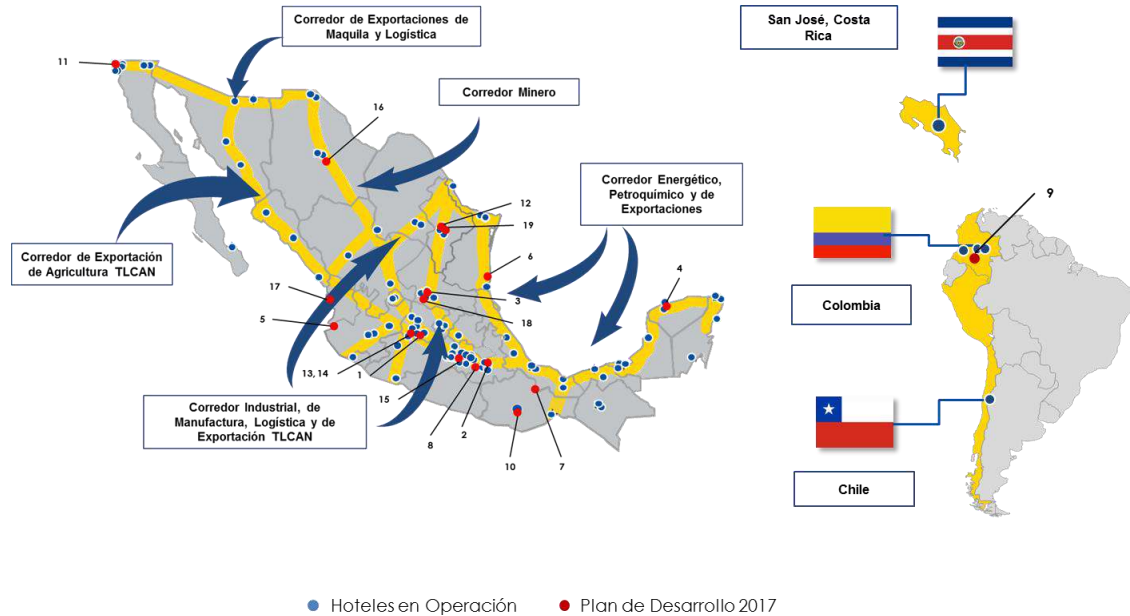 Corredor de Exportaciones de
Maquila y Logística
San José, Costa
Rica
11
Corredor Minero
16
Corredor Energético,
Petroquímico y de
Exportaciones
12
19
9
Corredor de Exportación
de Agricultura TLCAN
6
4
17
3
Colombia
5
18
13, 14
1
15
Corredor Industrial, de
Manufactura, Logística y de
Exportación TLCAN
8
2
10
7
Chile
Hoteles en Operación
Plan de Desarrollo 2017